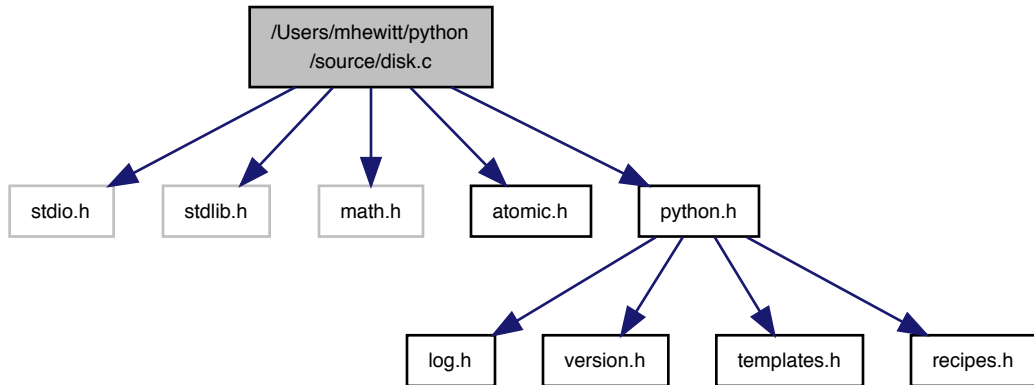 /Users/mhewitt/python
/source/disk.c
stdio.h
stdlib.h
math.h
atomic.h
python.h
log.h
version.h
templates.h
recipes.h